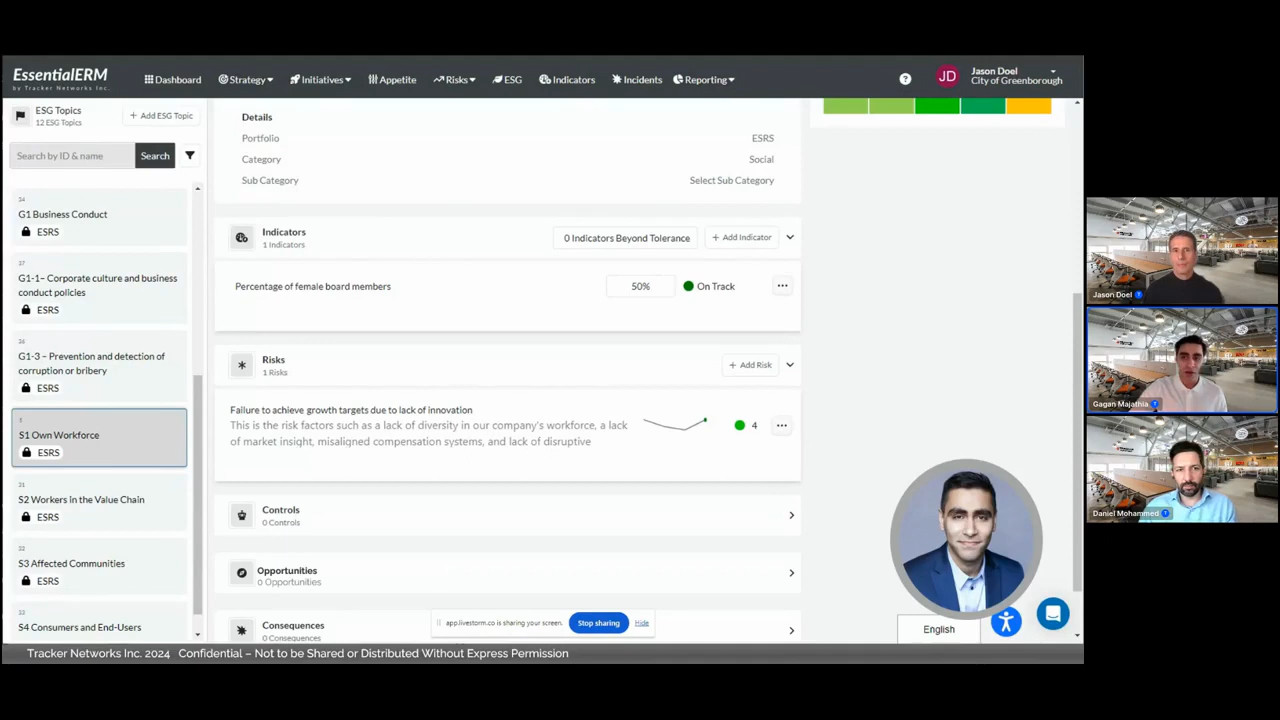 EssentialERM
by Tracker Networks Inc.
Dashboard
Strategy
Initiatives
Appetite
Risks
ESG
Indicators
Incidents
Reporting
?
JD
Jason Doel
City of Greenborough
ESG Topics
12 ESG Topics
+ Add ESG Topic
Search by ID & name
Search
34
G1 Business Conduct
ESRS
37
G1-1– Corporate culture and business
conduct policies
ESRS
36
G1-3 – Prevention and detection of
corruption or bribery
ESRS
S1 Own Workforce
ESRS
31
S2 Workers in the Value Chain
ESRS
32
S3 Affected Communities
ESRS
33
S4 Consumers and End-Users
Details
Portfolio ESRS
Category Social
Sub Category Select Sub Category
Indicators
1 Indicators
0 Indicators Beyond Tolerance
+ Add Indicator
Percentage of female board members 50% On Track
Risks
1 Risks
+ Add Risk
Failure to achieve growth targets due to lack of innovation
This is the risk factors such as a lack of diversity in our company's workforce, a lack
of market insight, misaligned compensation systems, and lack of disruptive
4
Controls
0 Controls
Opportunities
0 Opportunities
Consequences
0 Consequences
app.livestorm.co is sharing your screen. Stop sharing Hide
English
Tracker Networks Inc. 2024 Confidential – Not to be Shared or Distributed Without Express Permission
Jason Doel
Gagan Majathia
Daniel Mohammed